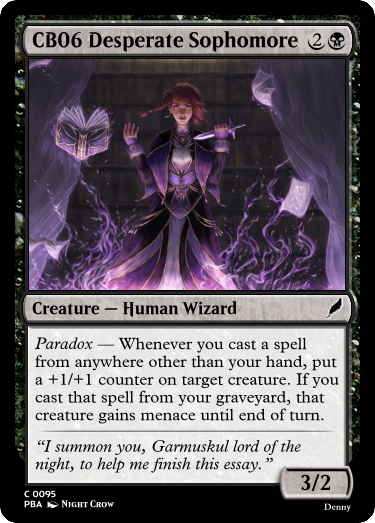 CB06 Desperate Sophomore 2
Creature — Human Wizard
Paradox — Whenever you cast a spell
from anywhere other than your hand, put
a +1/+1 counter on target creature. If you
cast that spell from your graveyard, that
creature gains menace until end of turn.
“I summon you, Garmuskul lord of the
night, to help me finish this essay.”
3/2
C 0095
PBA Night Crow
Denny